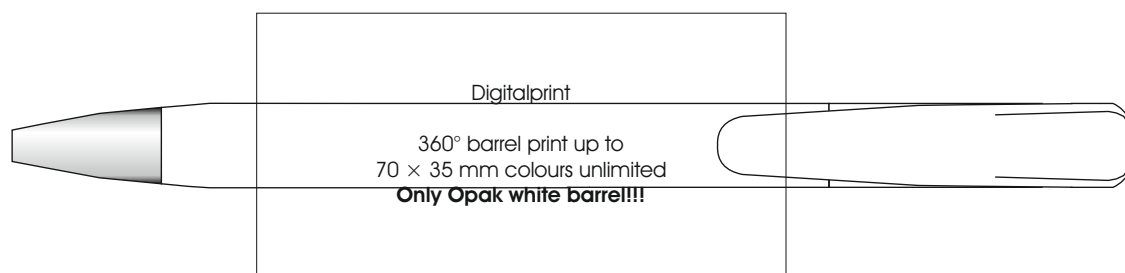 Digitalprint
360° barrel print up to
70 × 35 mm colours unlimited
Only Opak white barrel!!!